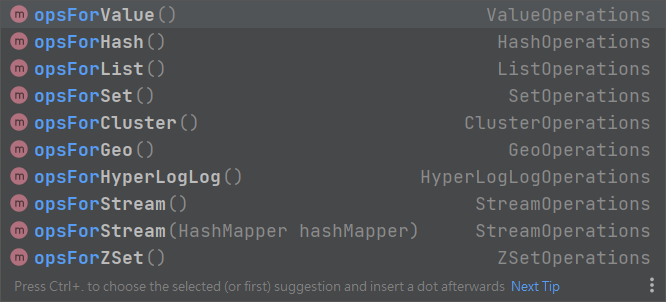 m opsForValue() ValueOperations
m opsForHash() HashOperations
m opsForList() ListOperations
m opsForSet() SetOperations
m opsForCluster() ClusterOperations
m opsForGeo() GeoOperations
m opsForHyperLogLog() HyperLogLogOperations
m opsForStream() StreamOperations
m opsForStream(HashMapper hashMapper) StreamOperations
m opsForZSet() ZSetOperations
Press Ctrl+. to choose the selected (or first) suggestion and insert a dot afterwards Next Tip